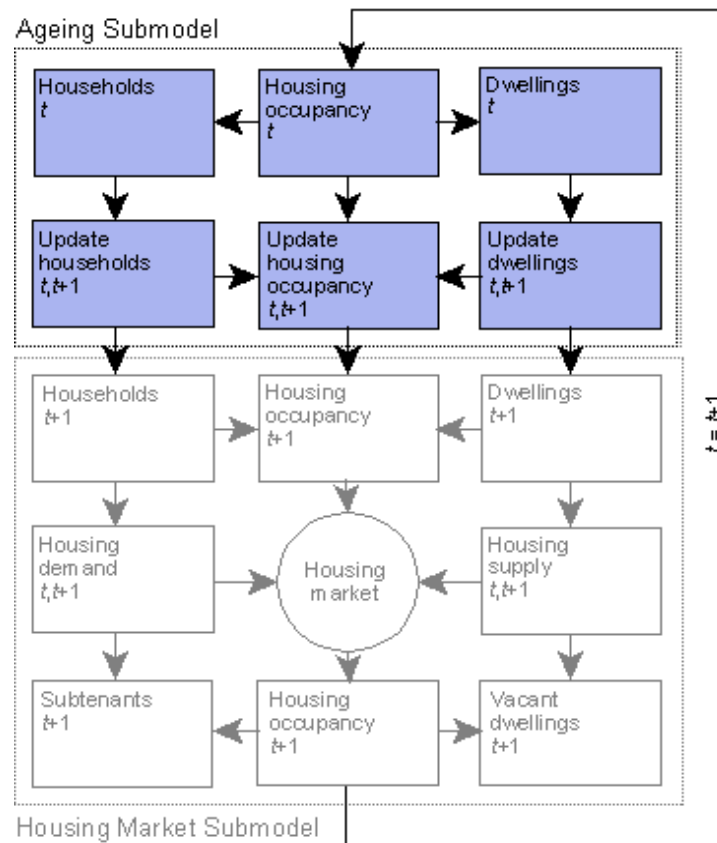 Ageing Submodel
Households
t
Housing
occupancy
t
Dwellings
t
Update
households
t,t+1
Update
housing
occupancy
t,t+1
Update
dwellings
t,t+1
Households
t+1
Housing
occupancy
t+1
Dwellings
t+1
t = t+1
Housing
demand
t,t+1
Housing
market
Housing
supply
t,t+1
Subtenants
t+1
Housing
occupancy
t+1
Vacant
dwellings
t+1
Housing Market Submodel